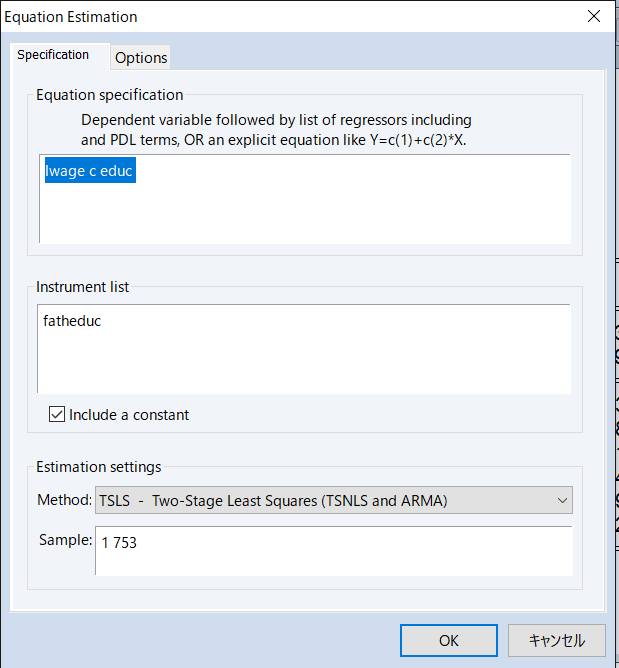 Equation Estimation
Specification
Options
Equation specification
Dependent variable followed by list of regressors including
and PDL terms, OR an explicit equation like Y=c(1)+c(2)*X.
lwage c educ
Instrument list
fatheduc
Include a constant
Estimation settings
Method: TSLS - Two-Stage Least Squares (TSNLS and ARMA)
Sample: 1 753
OK
キャンセル